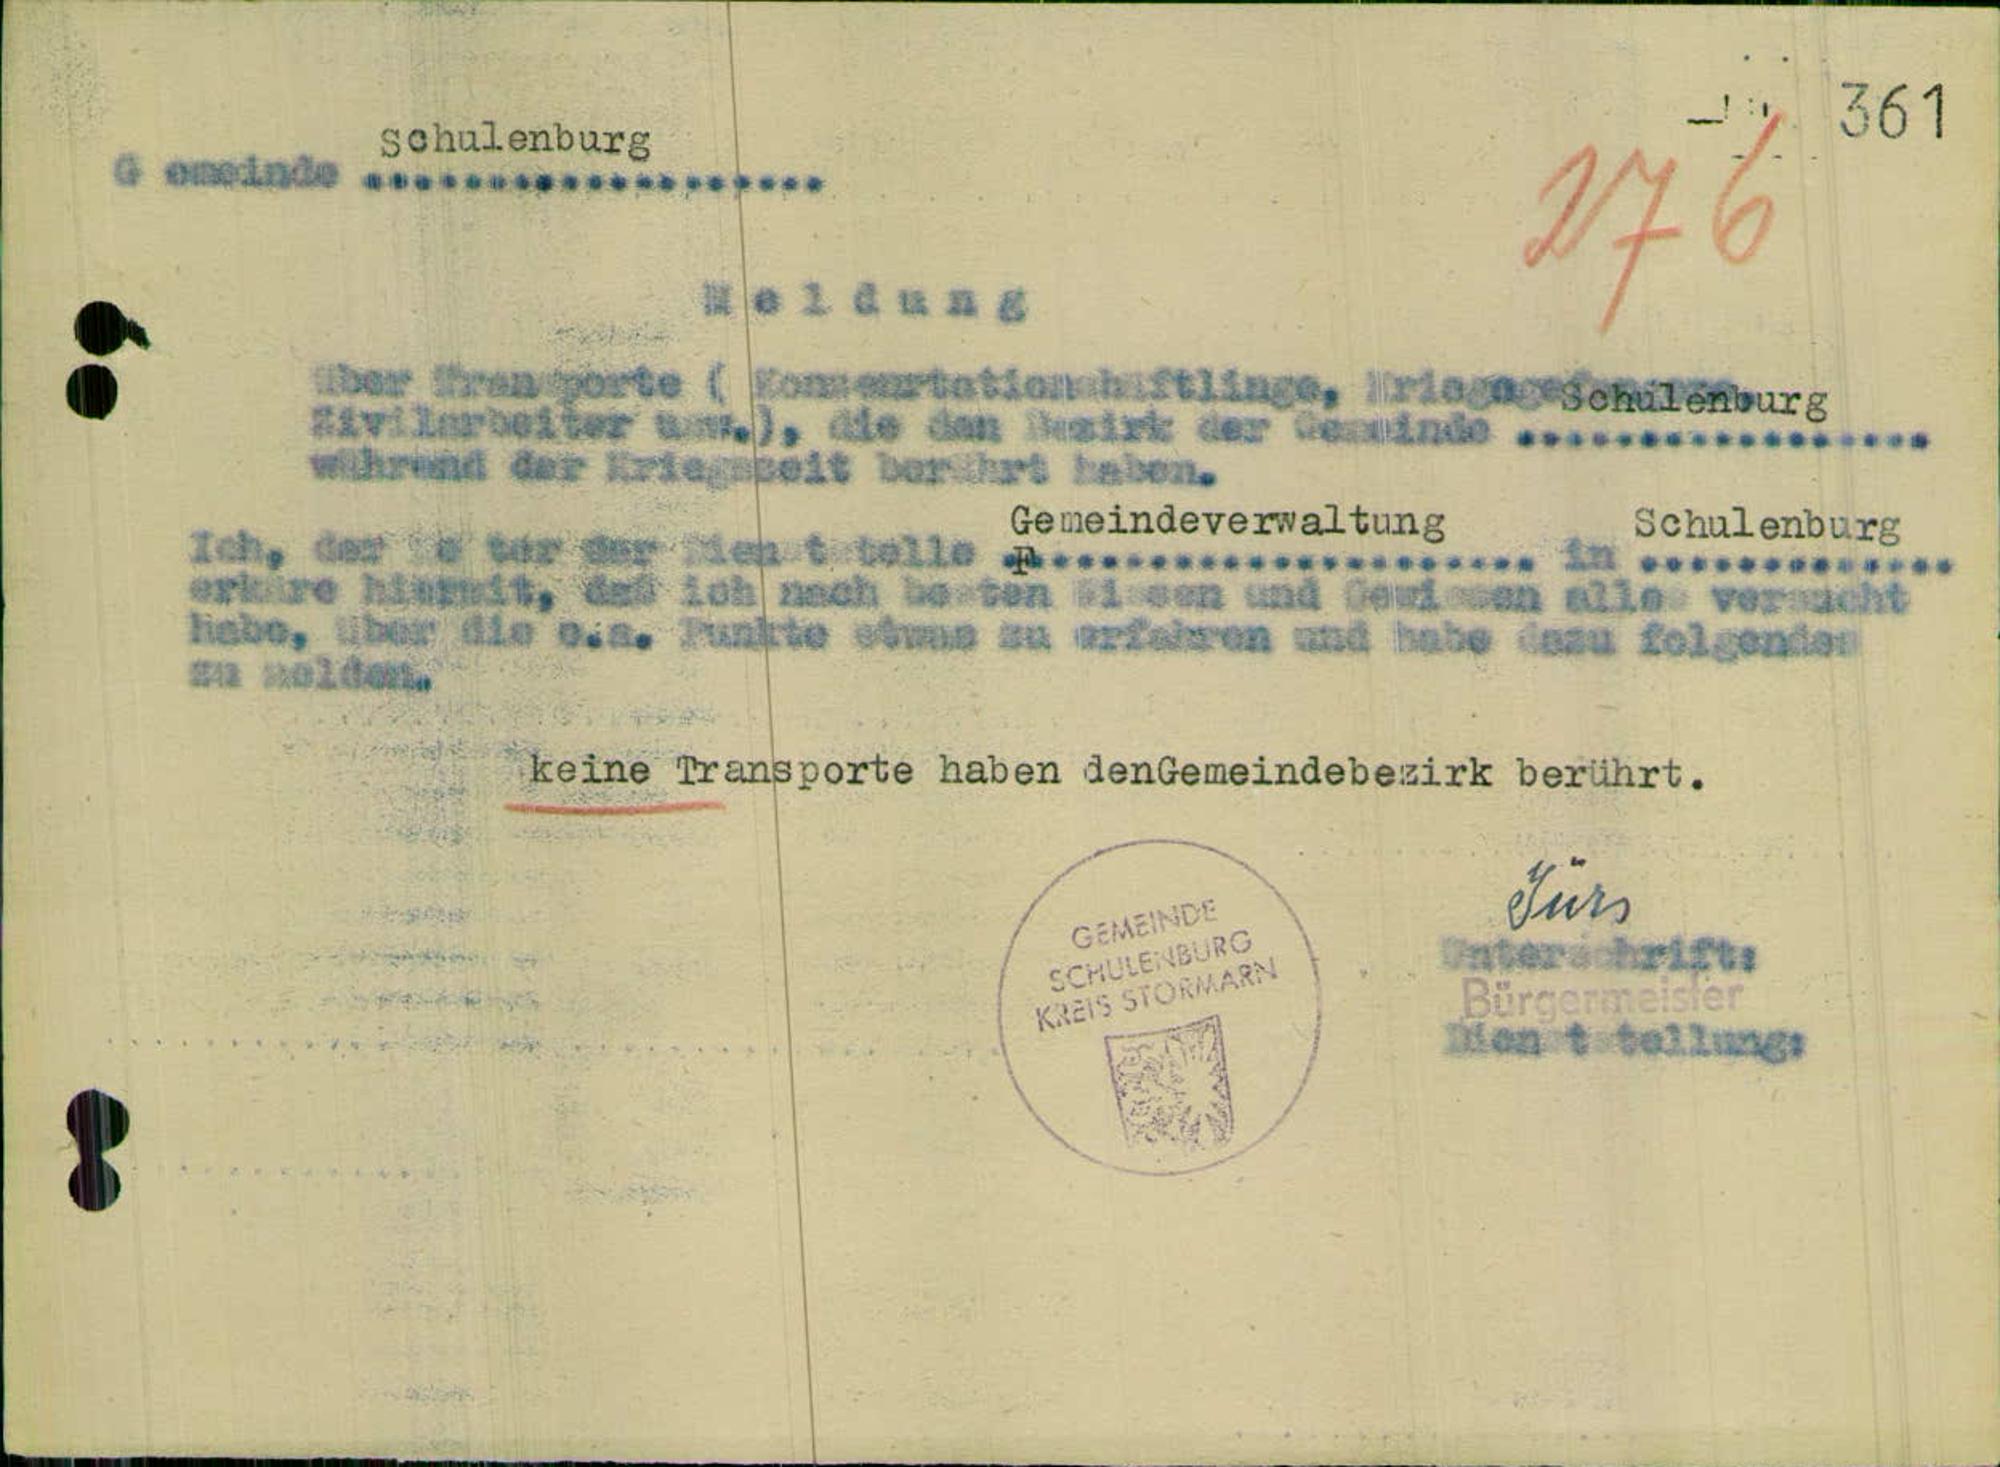 361
276
Schulenburg
Gemeinde ...................
Meldung
über Transporte ( Konzentrationshäftlinge, Kriegsgefangene,
Zivilarbeiter usw.), die den Bezirk der Gemeinde Schulenburg .................
während der Kriegszeit berührt haben.
Gemeindeverwaltung Schulenburg
Ich, der Leiter der Dienststelle .................... in .............
erkäre hiermit, daß ich nach besten Wissen und Gewissen alles versucht
habe, über die o.a. Punkte etwas zu erfahren und habe dazu folgendes
zu melden.
keine Transporte haben denGemeindebezirk berührt.
GEMEINDE
SCHULENBURG
KREIS STORMARN
Jürs
Unterschrift:
Bürgermeister
Dienststellung: